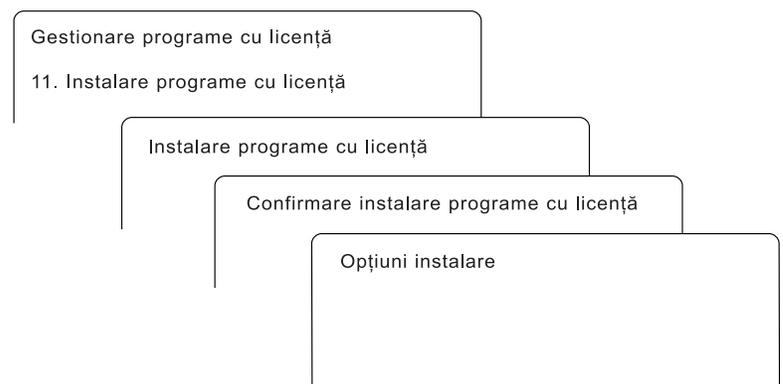 Gestionare programe cu licență
11. Instalare programe cu licență
Instalare programe cu licență
Confirmare instalare programe cu licență
Opțiuni instalare